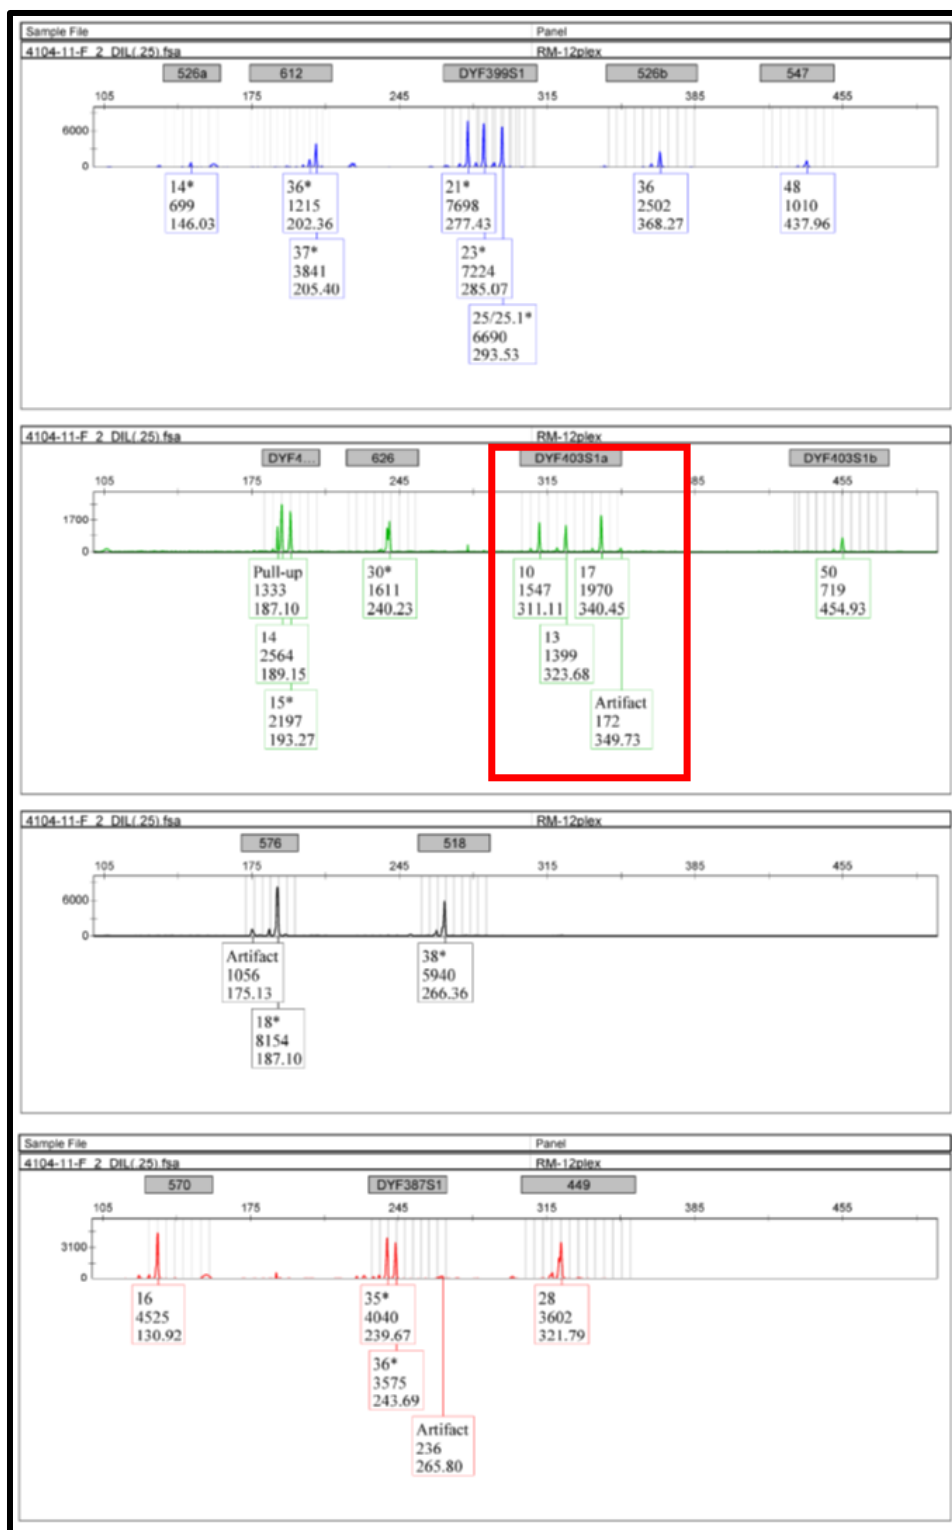 Sample File Panel
4104-11-F_2_DIL(.25).fsa RM-12plex
526a 612 DYF399S1 526b 547
105 175 245 315 385 455
6000
0
14* 36* 21* 36 48
699 1215 7698 2502 1010
146.03 202.36 277.43 368.27 437.96
37* 23*
3841 7224
205.40 285.07
25/25.1*
6690
293.53
4104-11-F_2_DIL(.25).fsa RM-12plex
DYF4... 626 DYF403S1a DYF403S1b
105 175 245 315 385 455
1700
0
Pull-up 30* 10 17 50
1333 1611 1547 1970 719
187.10 240.23 311.11 340.45 454.93
14 13
2564 1399
189.15 323.68
15* Artifact
2197 172
193.27 349.73
4104-11-F_2_DIL(.25).fsa RM-12plex
576 518
105 175 245 315 385 455
6000
0
Artifact 38*
1056 5940
175.13 266.36
18*
8154
187.10
Sample File Panel
4104-11-F_2_DIL(.25).fsa RM-12plex
570 DYF387S1 449
105 175 245 315 385 455
3100
0
16 35* 28
4525 4040 3602
130.92 239.67 321.79
36*
3575
243.69
Artifact
236
265.80